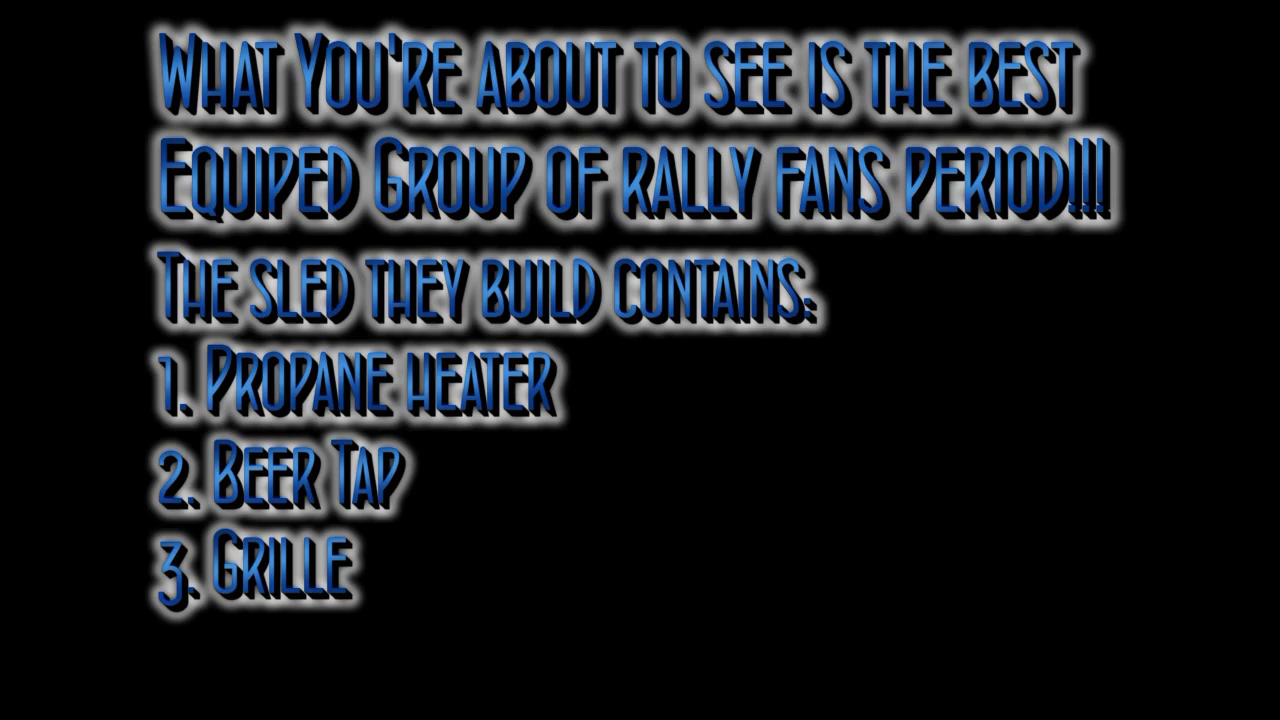 What You're about to see is the best
Equiped Group of rally fans period!!!
The sled they build contains:
1. Propane heater
2. Beer Tap
3. Grille